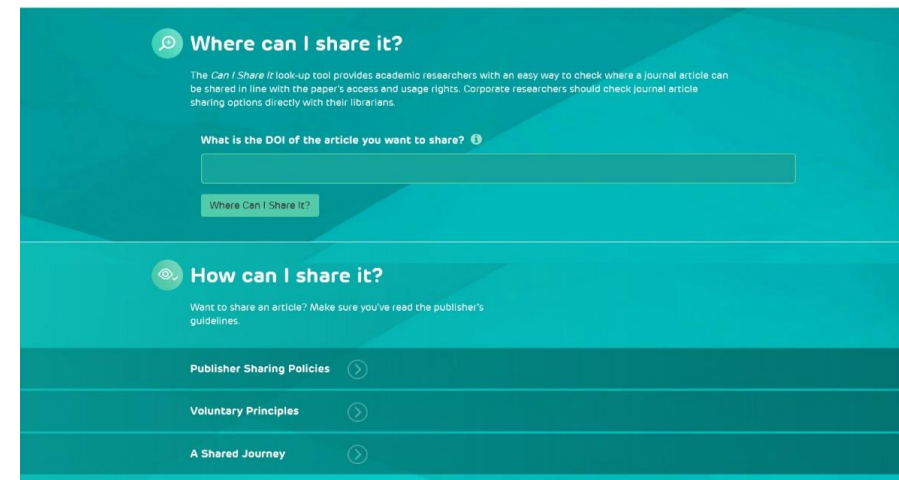 Where can I share it?
The Can I Share It look-up tool provides academic researchers with an easy way to check where a journal article can
be shared in line with the paper's access and usage rights. Corporate researchers should check journal article
sharing options directly with their librarians.
What is the DOI of the article you want to share?
Where Can I Share It?
How can I share it?
Want to share an article? Make sure you've read the publisher's
guidelines.
Publisher Sharing Policies
Voluntary Principles
A Shared Journey